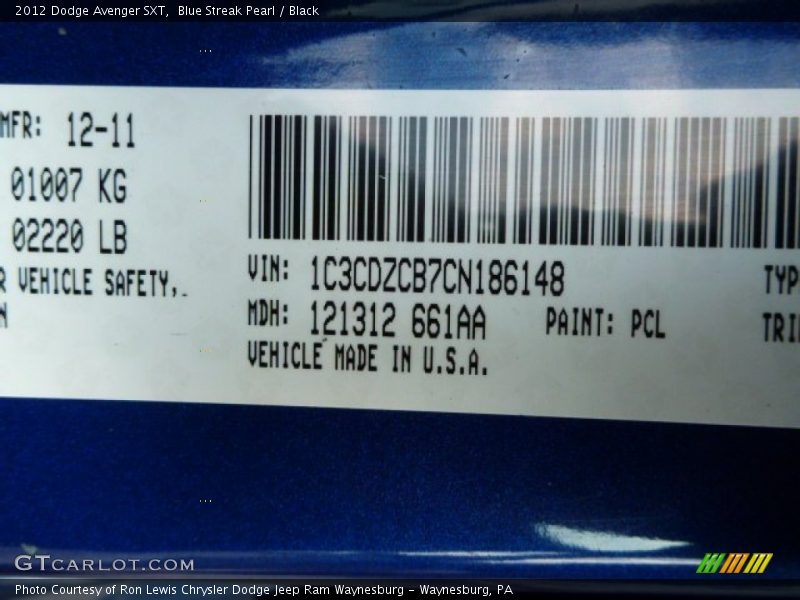 2012 Dodge Avenger SXT,  Blue Streak Pearl / Black
MFR: 12-11
01007 KG
02220 LB
R VEHICLE SAFETY,
N
VIN: 1C3CDZCB7CN186148
MDH: 121312 661AA
PAINT: PCL
VEHICLE MADE IN U.S.A.
TYP
TRI
GTCARLOT.COM
Photo Courtesy of Ron Lewis Chrysler Dodge Jeep Ram Waynesburg - Waynesburg, PA